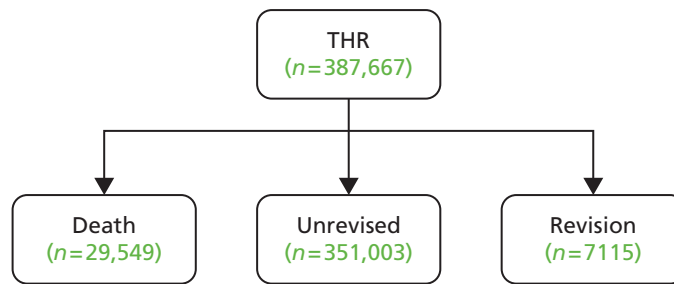 THR
(n=387,667)
Death
(n=29,549)
Unrevised
(n=351,003)
Revision
(n=7115)